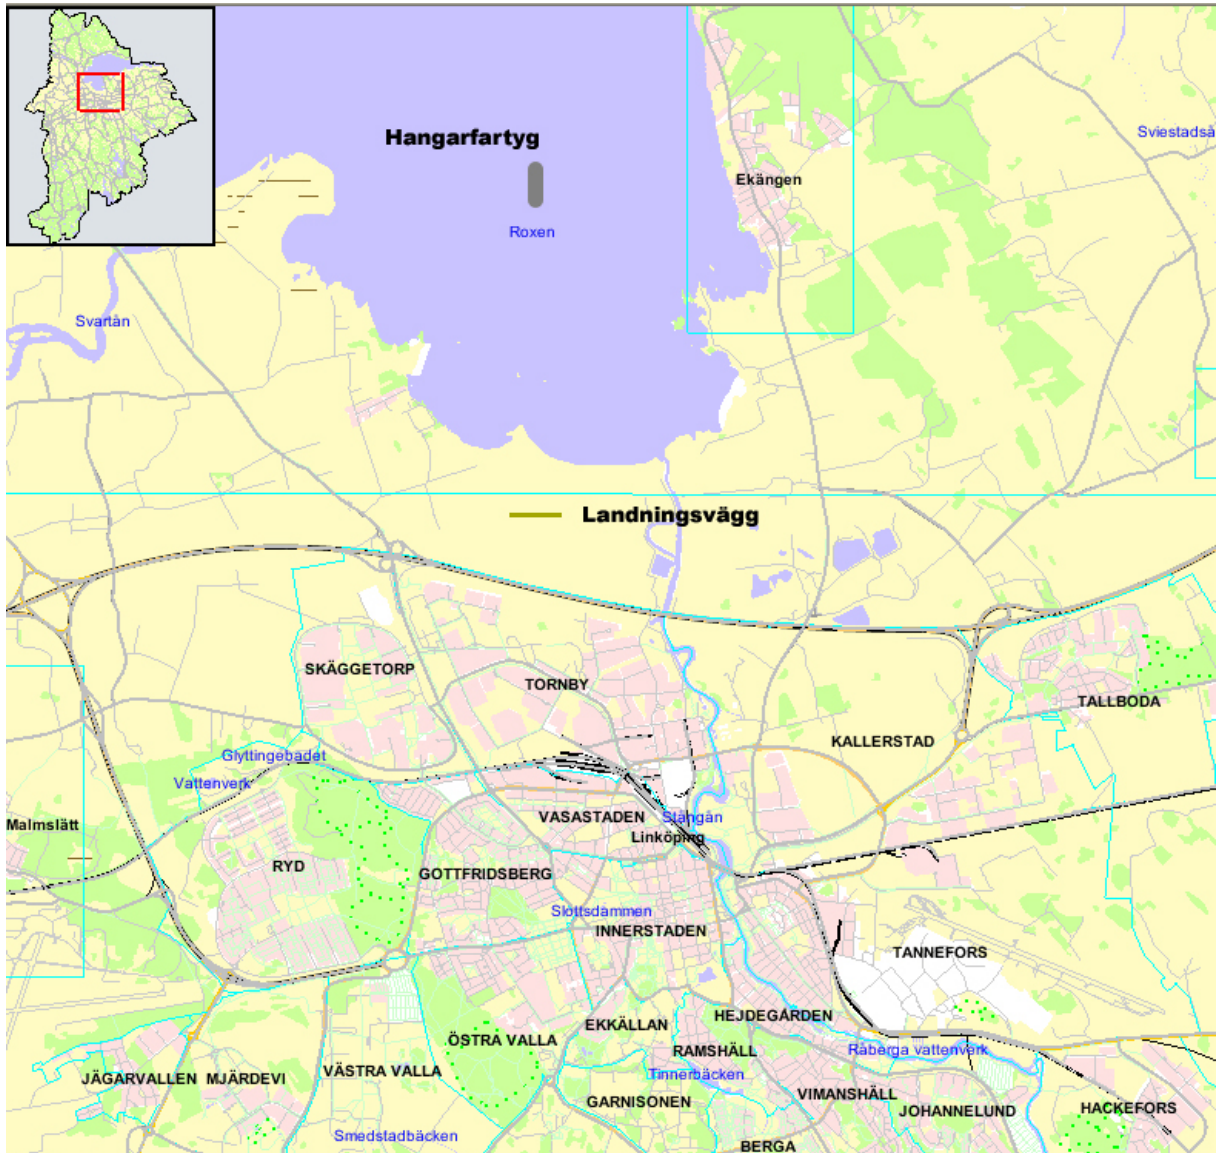 Hangarfartyg
Sviestadså
Ekängen
Roxen
Svartån
Landningsvägg
SKÄGGETORP
TORNBY
TALLBODA
KALLERSTAD
Glyttingebadet
Vattenverk
Malmslätt
VASASTADEN
Stångån
Linköping
RYD
GOTTFRIDSBERG
Slottsdammen
INNERSTADEN
TANNEFORS
HEJDEGÅRDEN
EKKÄLLAN
ÖSTRA VALLA
RAMSHÄLL
Råberga vattenverk
JÄGARVALLEN
MJÄRDEVI
VÄSTRA VALLA
Tinnerbäcken
GARNISONEN
VIMANSHÄLL
JOHANNELUND
HACKEFORS
Smedstadbäcken
BERGA